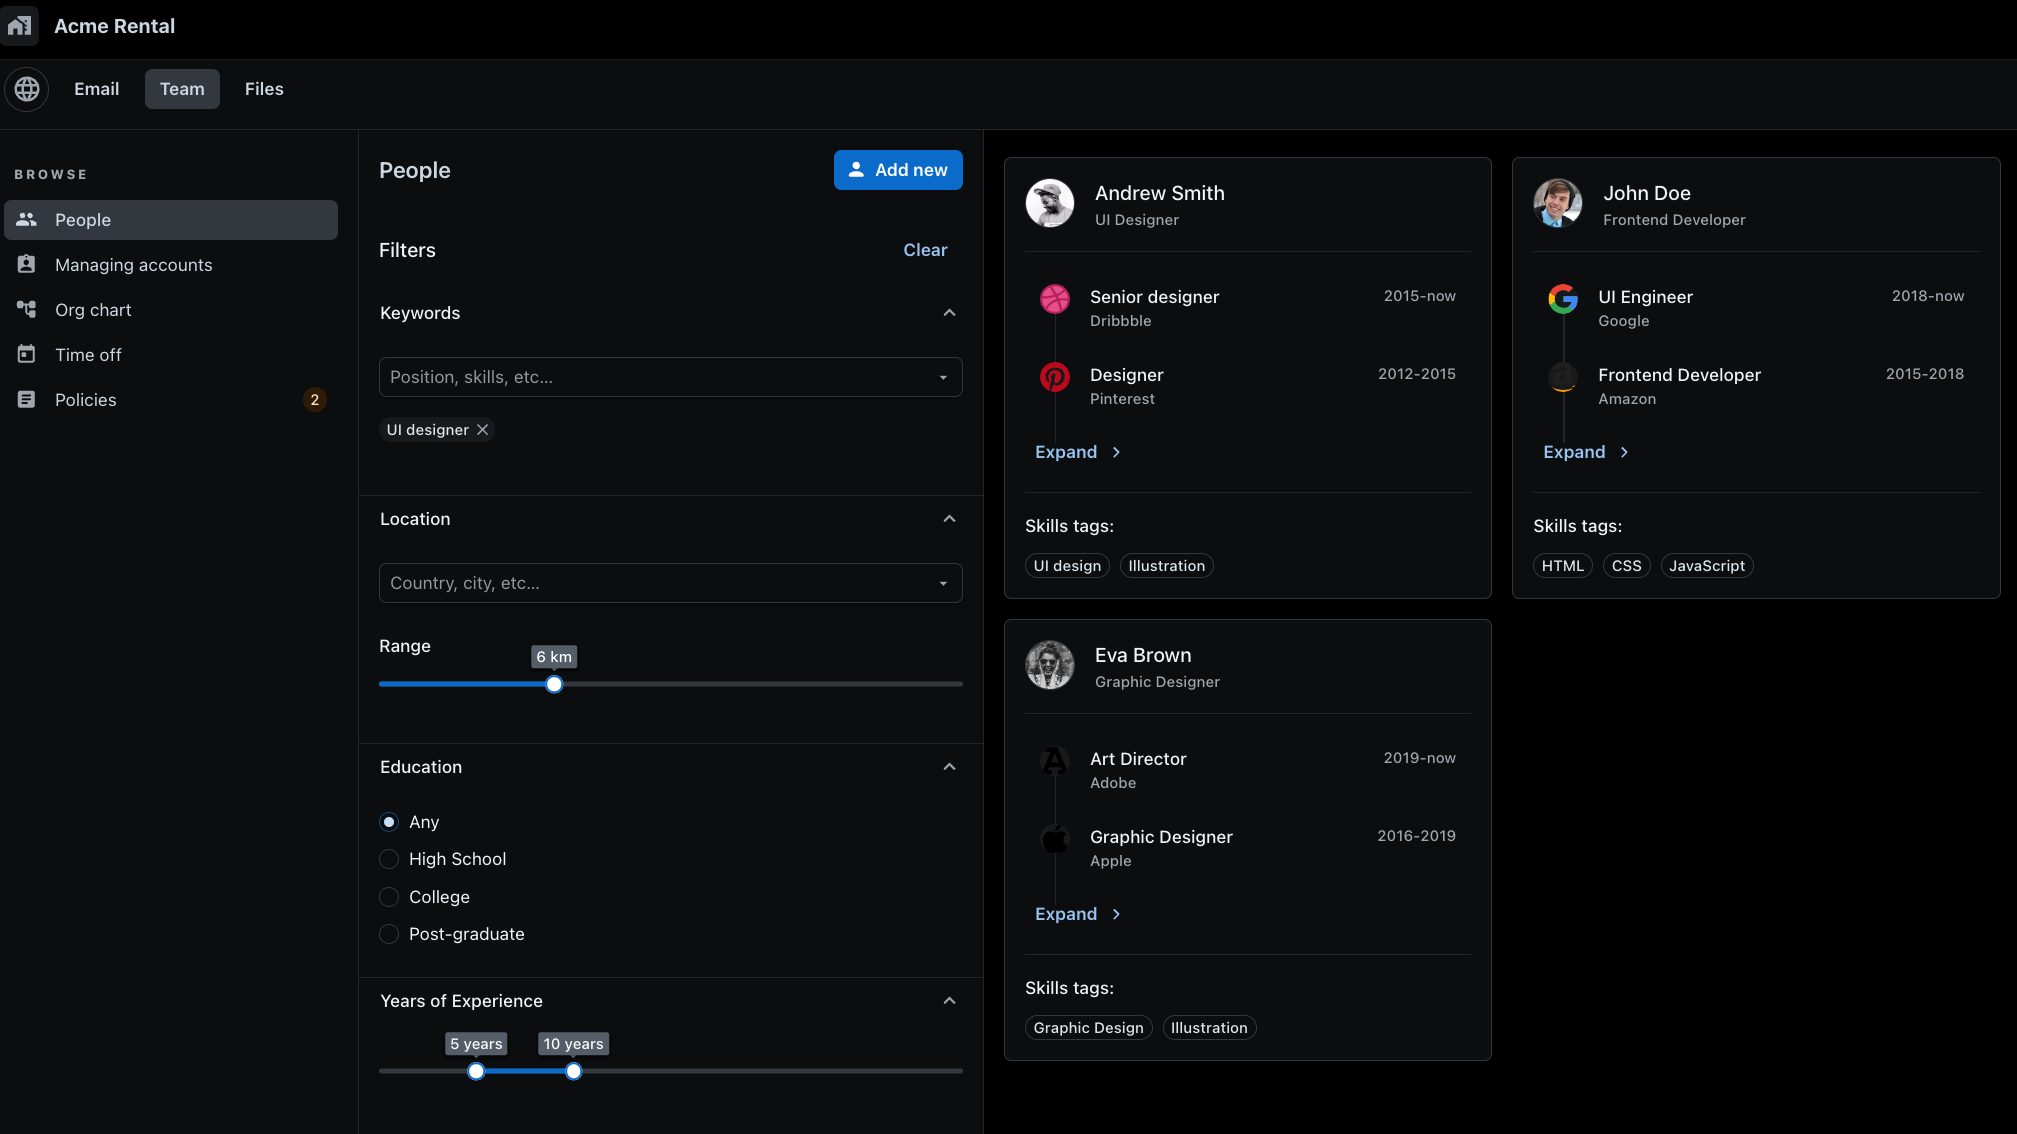 Acme Rental
Email
Team
Files
BROWSE
People
Managing accounts
Org chart
Time off
Policies
2
People
Add new
Filters
Clear
Keywords
Position, skills, etc...
UI designer
Location
Country, city, etc...
Range
6 km
Education
Any
High School
College
Post-graduate
Years of Experience
5 years
10 years
Andrew Smith
UI Designer
Senior designer
2015-now
Dribbble
Designer
2012-2015
Pinterest
Expand
Skills tags:
UI design
Illustration
John Doe
Frontend Developer
UI Engineer
2018-now
Google
Frontend Developer
2015-2018
Amazon
Expand
Skills tags:
HTML
CSS
JavaScript
Eva Brown
Graphic Designer
Art Director
2019-now
Adobe
Graphic Designer
2016-2019
Apple
Expand
Skills tags:
Graphic Design
Illustration